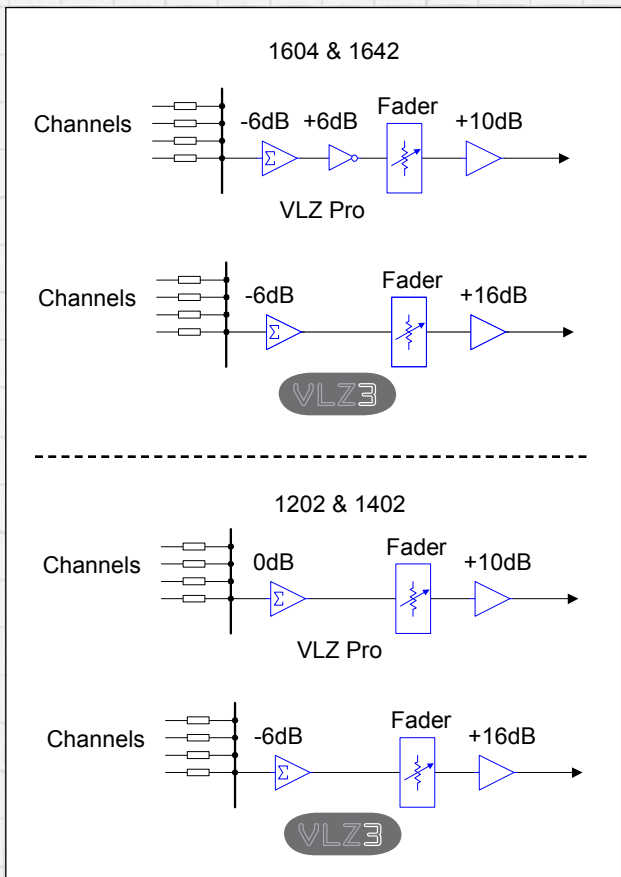 1604 & 1642
Fader
Channels
-6dB
+6dB
+10dB
Σ
VLZ Pro
Fader
Channels
-6dB
+16dB
Σ
VLZ3
1202 & 1402
Fader
Channels
0dB
+10dB
Σ
VLZ Pro
Fader
Channels
-6dB
+16dB
Σ
VLZ3